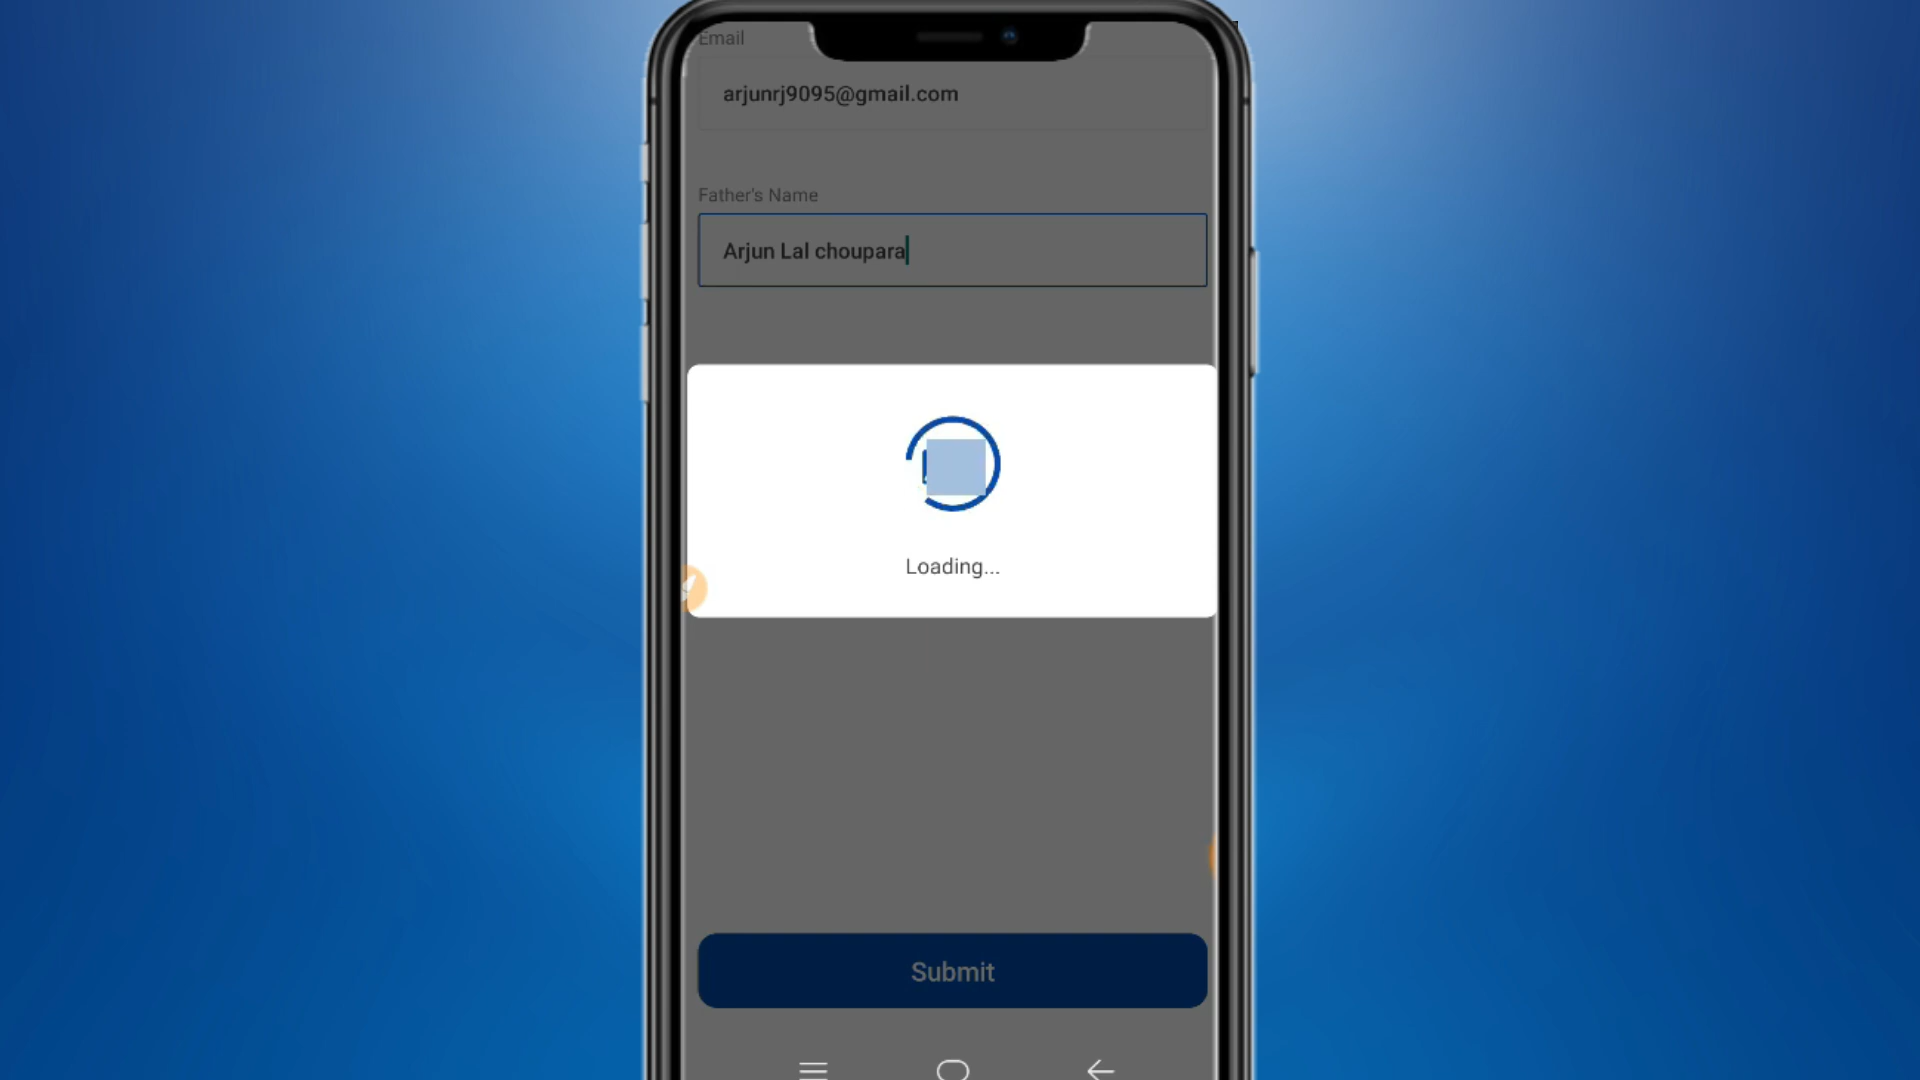 Email
arjunrj9095@gmail.com
Father's Name
Arjun Lal choupara
Loading...
Submit